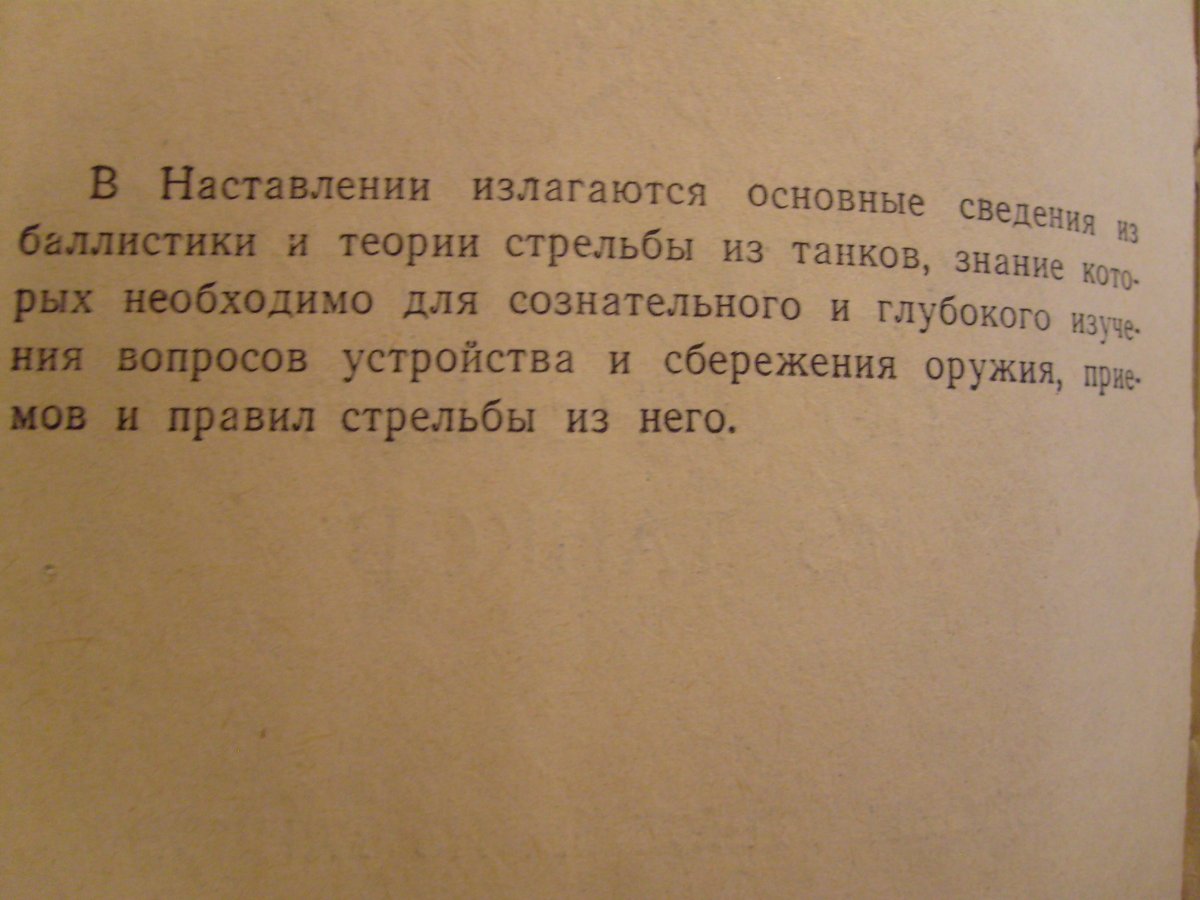 В Наставлении излагаются основные сведения из
баллистики и теории стрельбы из танков, знание кото-
рых необходимо для сознательного и глубокого изуче-
ния вопросов устройства и сбережения оружия, прие-
мов и правил стрельбы из него.